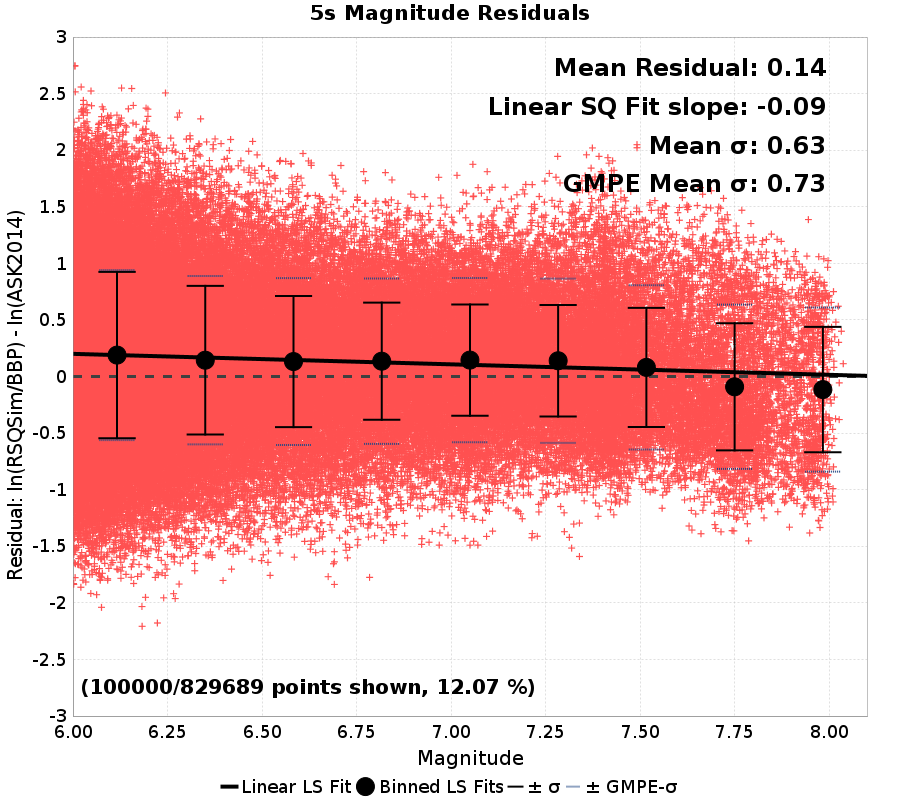 5s Magnitude Residuals
Mean Residual: 0.14
Linear SQ Fit slope: -0.09
Mean σ: 0.63
GMPE Mean σ: 0.73
Residual: ln(RSQSim/BBP) - ln(ASK2014)
3
2.5
2
1.5
1
0.5
0
-0.5
-1
-1.5
-2
-2.5
-3
(100000/829689 points shown, 12.07 %)
6.00 6.25 6.50 6.75 7.00 7.25 7.50 7.75 8.00
Magnitude
Linear LS Fit Binned LS Fits ± σ ± GMPE-σ